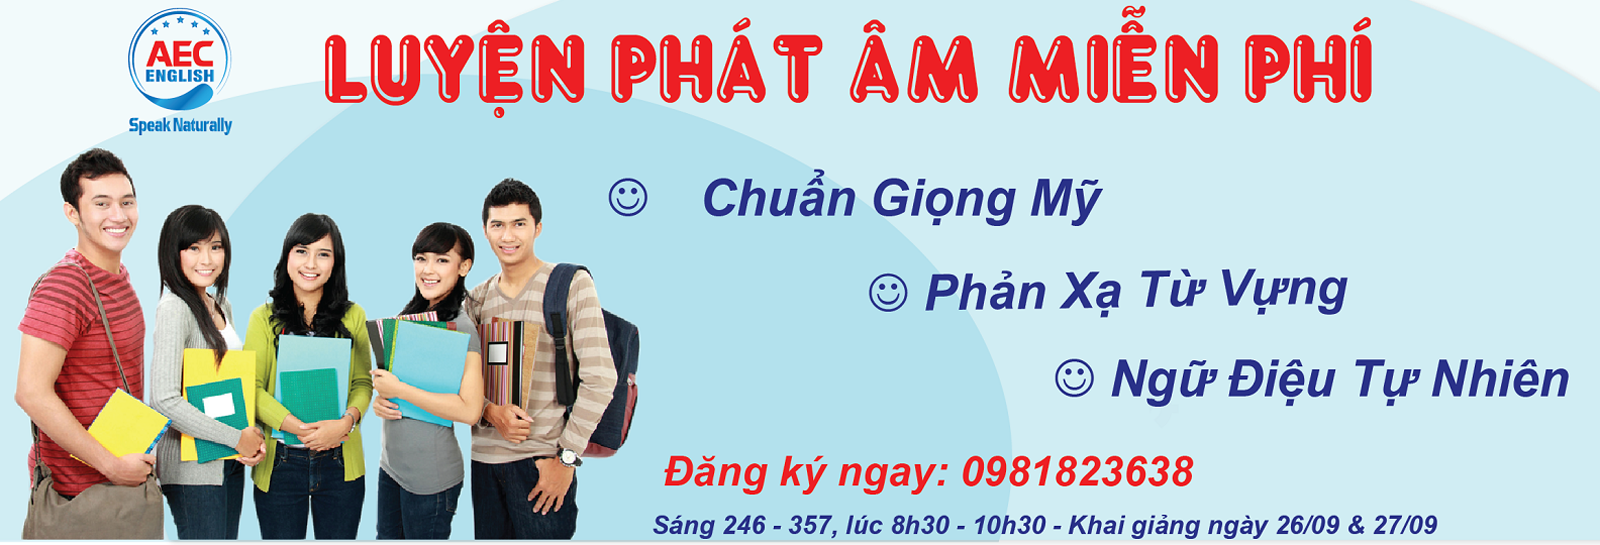 AEC
ENGLISH
Speak Naturally
LUYỆN PHÁT ÂM MIỄN PHÍ
Chuẩn Giọng Mỹ
Phản Xạ Từ Vựng
Ngữ Điệu Tự Nhiên
Đăng ký ngay: 0981823638
Sáng 246 - 357, lúc 8h30 - 10h30 - Khai giảng ngày 26/09 & 27/09